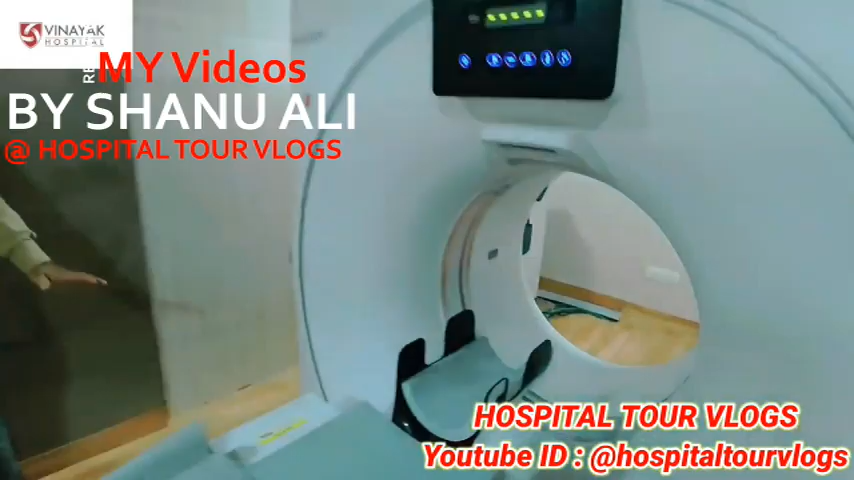 VINAYAK
HOSPITAL
MY Videos
BY SHANU ALI
@ HOSPITAL TOUR VLOGS
HOSPITAL TOUR VLOGS
Youtube ID : @hospitaltourvlogs